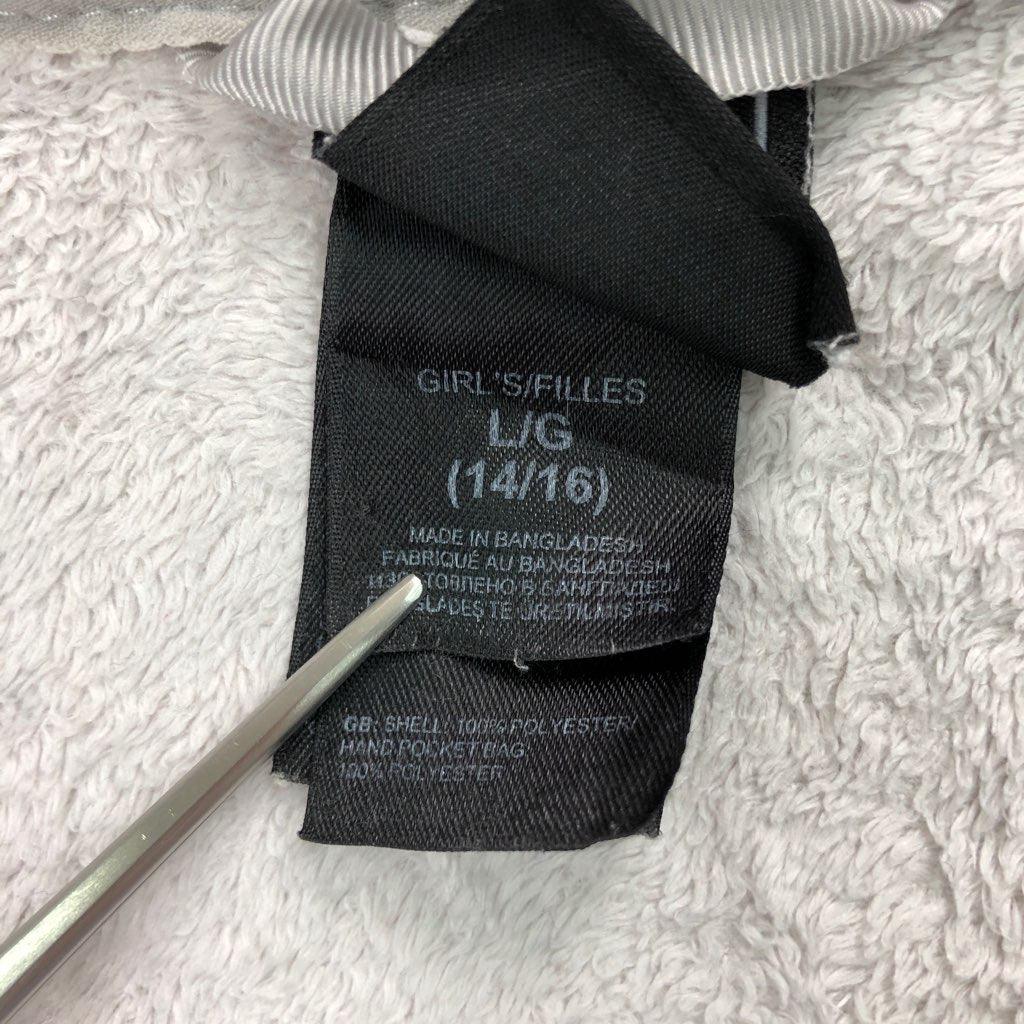 GIRL'S/FILLES
L/G
(14/16)
MADE IN BANGLADESH
FABRIQUÉ AU BANGLADESH
В БАНГЛАДЕШ
GB: SHELL: 100% POLYESTER/
HAND POCKET BAG
100% POLYESTER